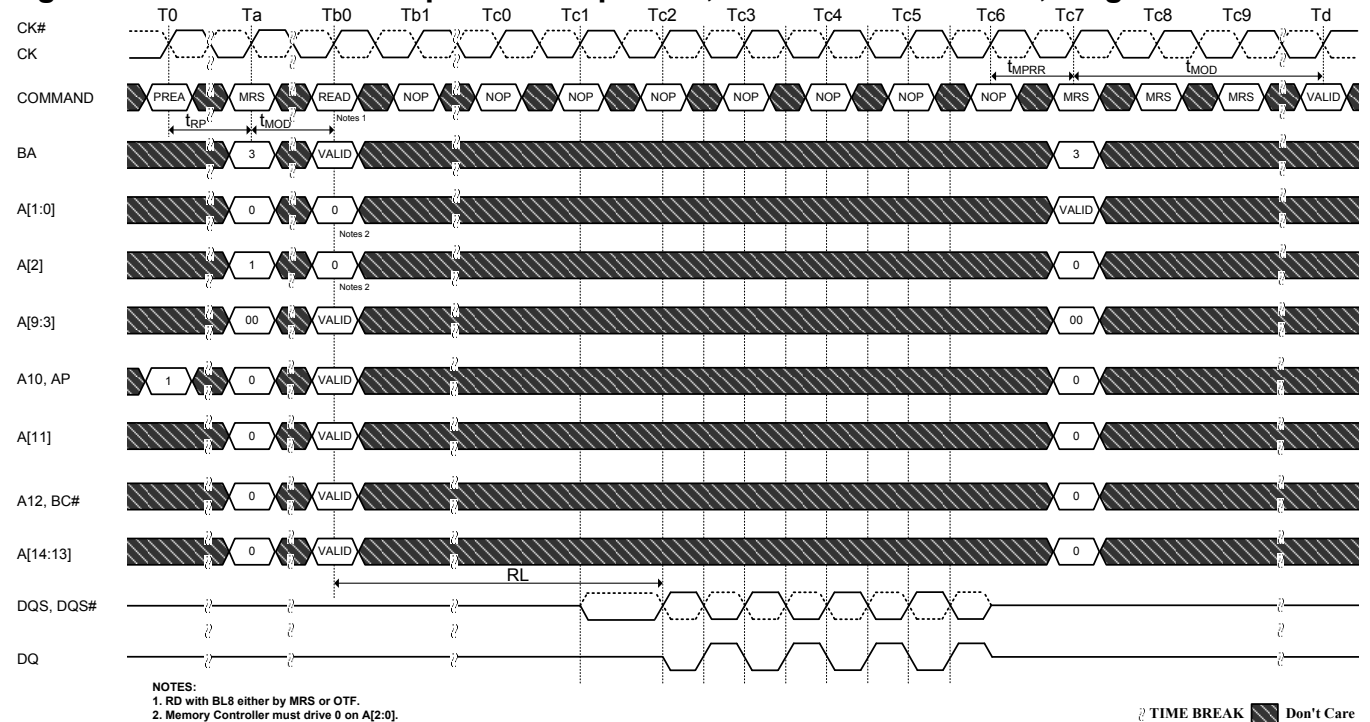 T0 Ta Tb0 Tb1 Tc0 Tc1 Tc2 Tc3 Tc4 Tc5 Tc6 Tc7 Tc8 Tc9 Td
CK#
CK
tMPRR tMOD
COMMAND PREA MRS READ NOP NOP NOP NOP NOP NOP NOP NOP MRS MRS MRS VALID
tRP tMOD Notes 1
BA 3 VALID 3
A[1:0] 0 0 VALID
Notes 2
A[2] 1 0 0
Notes 2
A[9:3] 00 VALID 00
A10, AP 1 0 VALID 0
A[11] 0 VALID 0
A12, BC# 0 VALID 0
A[14:13] 0 VALID 0
RL
DQS, DQS#
DQ
NOTES:
1. RD with BL8 either by MRS or OTF.
2. Memory Controller must drive 0 on A[2:0].
TIME BREAK Don't Care